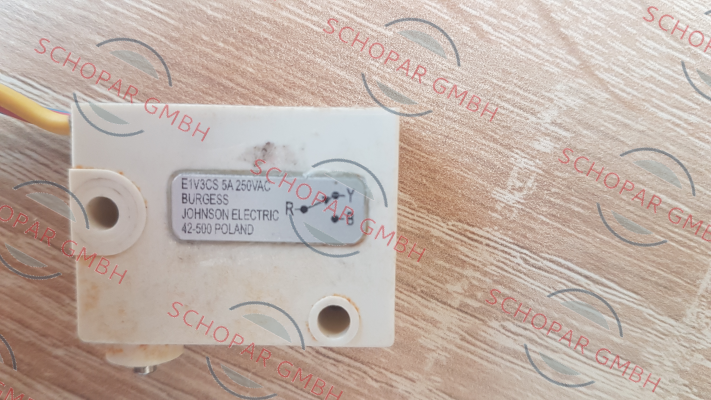 SCHOPAR GMBH
SCHOPAR GMBH
SCHOPAR
E1V3CS 5A 250VAC
BURGESS
JOHNSON ELECTRIC
42-500 POLAND
R
Y
B
SCHOPAR GMBH
SCHOPAR GMBH
SCHOPAR GMBH
SCHOPAR GMBH
SCHOPAR GMBH